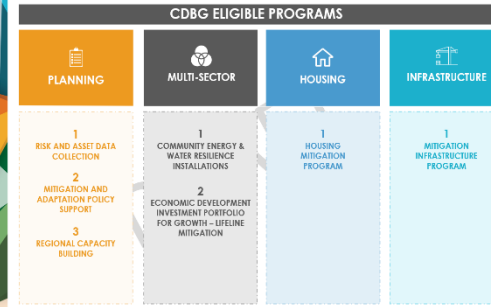 CDBG ELIGIBLE PROGRAMS
PLANNING
1
RISK AND ASSET DATA
COLLECTION
2
MITIGATION AND
ADAPTATION POLICY
SUPPORT
3
REGIONAL CAPACITY
BUILDING
MULTI-SECTOR
1
COMMUNITY ENERGY &
WATER RESILIENCE
INSTALLATIONS
2
ECONOMIC DEVELOPMENT
INVESTMENT PORTFOLIO
FOR GROWTH – LIFELINE
MITIGATION
HOUSING
1
HOUSING
MITIGATION
PROGRAM
INFRASTRUCTURE
1
MITIGATION
INFRASTRUCTURE
PROGRAM